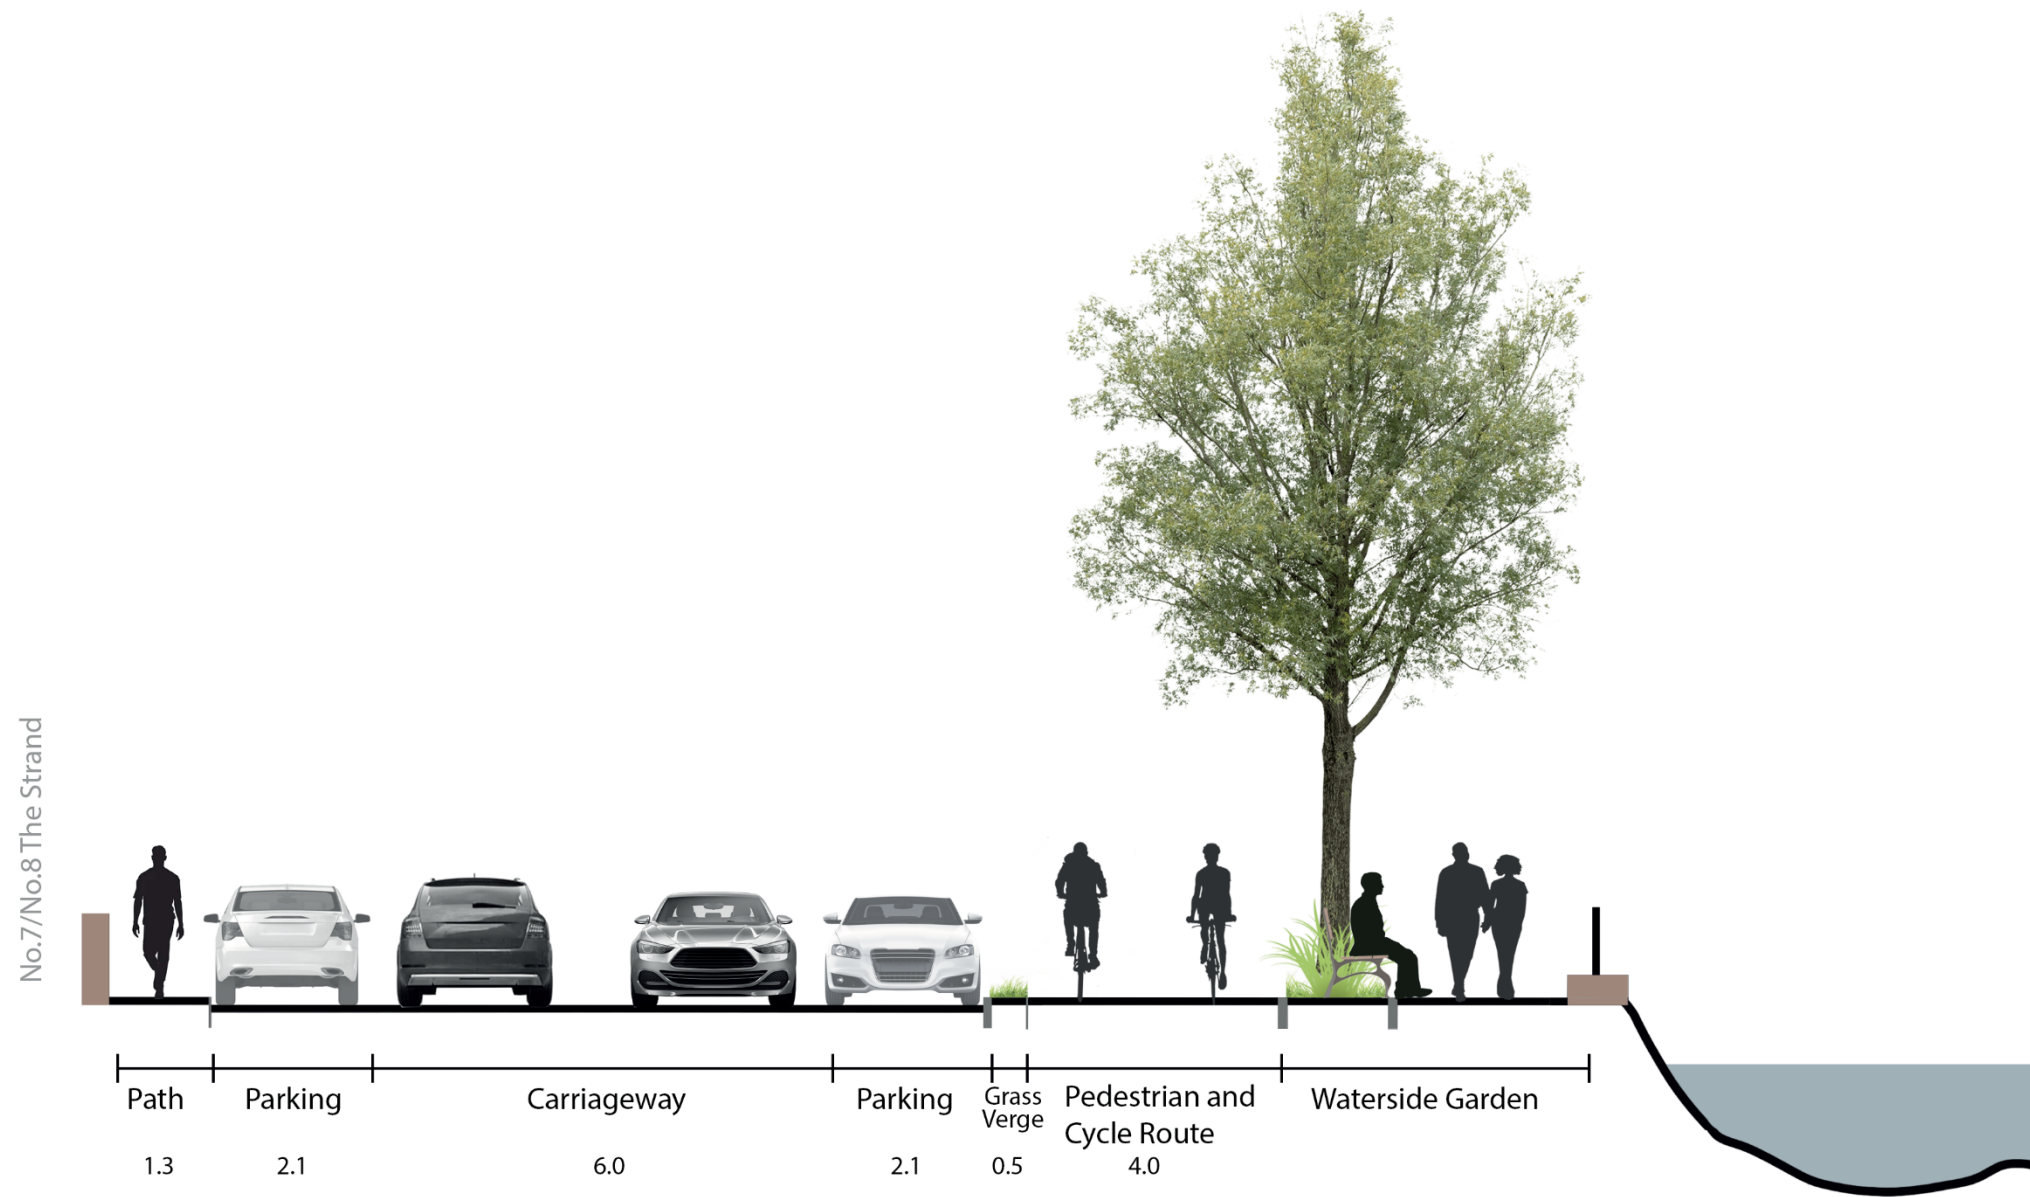 No.7/No.8 The Strand
Path
Parking
Carriageway
Parking
Grass
Verge
Pedestrian and
Cycle Route
Waterside Garden
1.3
2.1
6.0
2.1
0.5
4.0